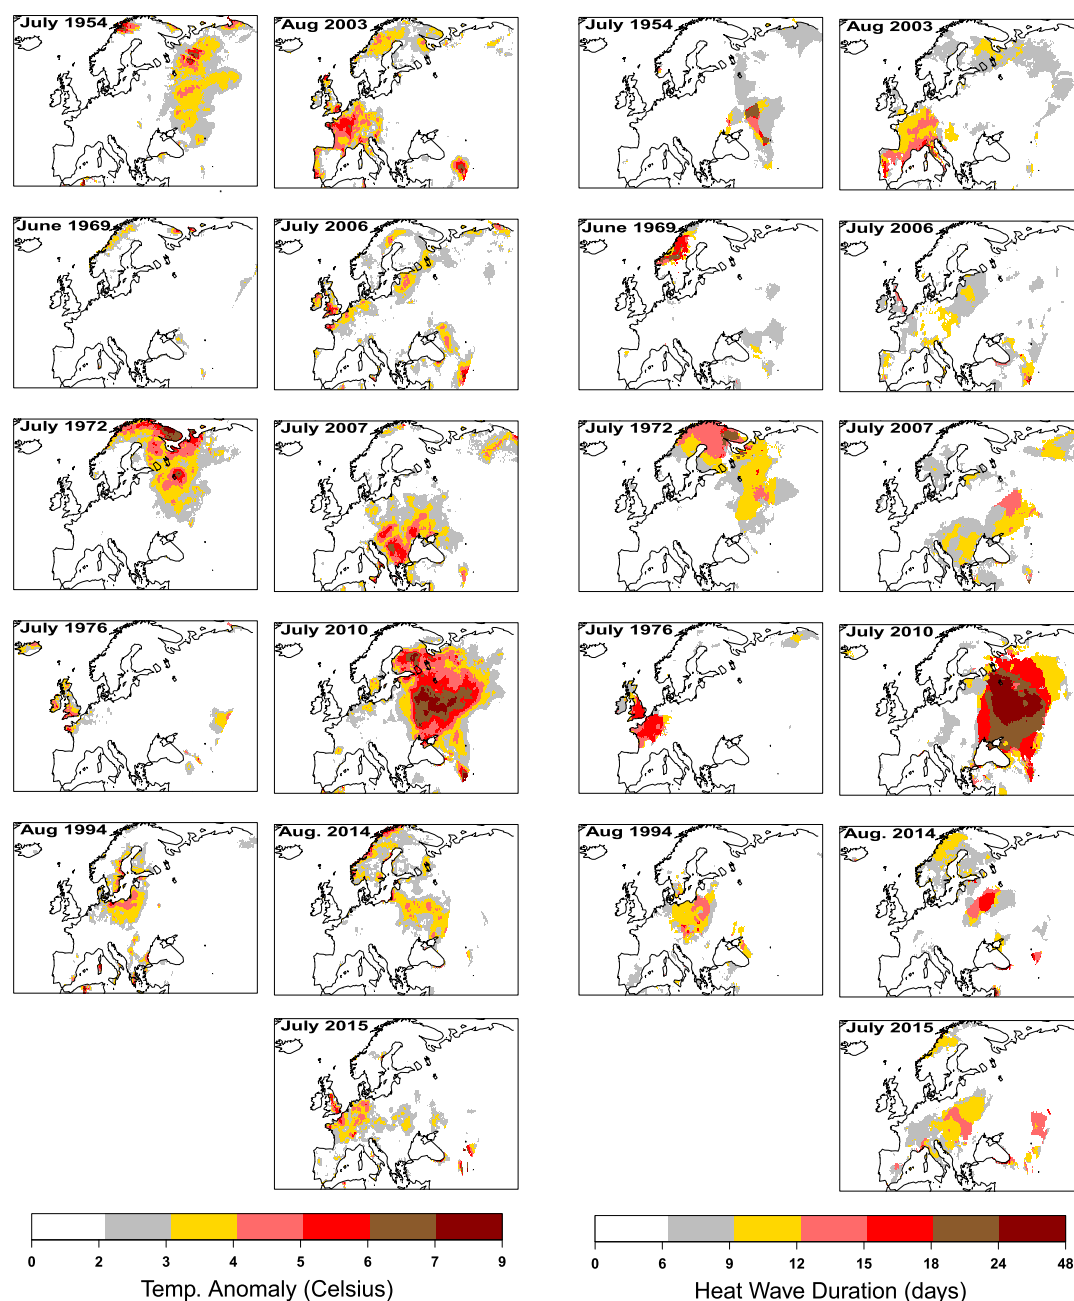 July 1954
Aug 2003
July 1954
Aug 2003
June 1969
July 2006
June 1969
July 2006
July 1972
July 2007
July 1972
July 2007
July 1976
July 2010
July 1976
July 2010
Aug 1994
Aug. 2014
Aug 1994
Aug. 2014
July 2015
July 2015
0 2 3 4 5 6 7 9
Temp. Anomaly (Celsius)
0 6 9 12 15 18 24 48
Heat Wave Duration (days)